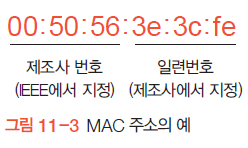 00:50:56:3e:3c:fe
제조사 번호 일련번호
(IEEE에서 지정) (제조사에서 지정)
그림 11-3 MAC 주소의 예